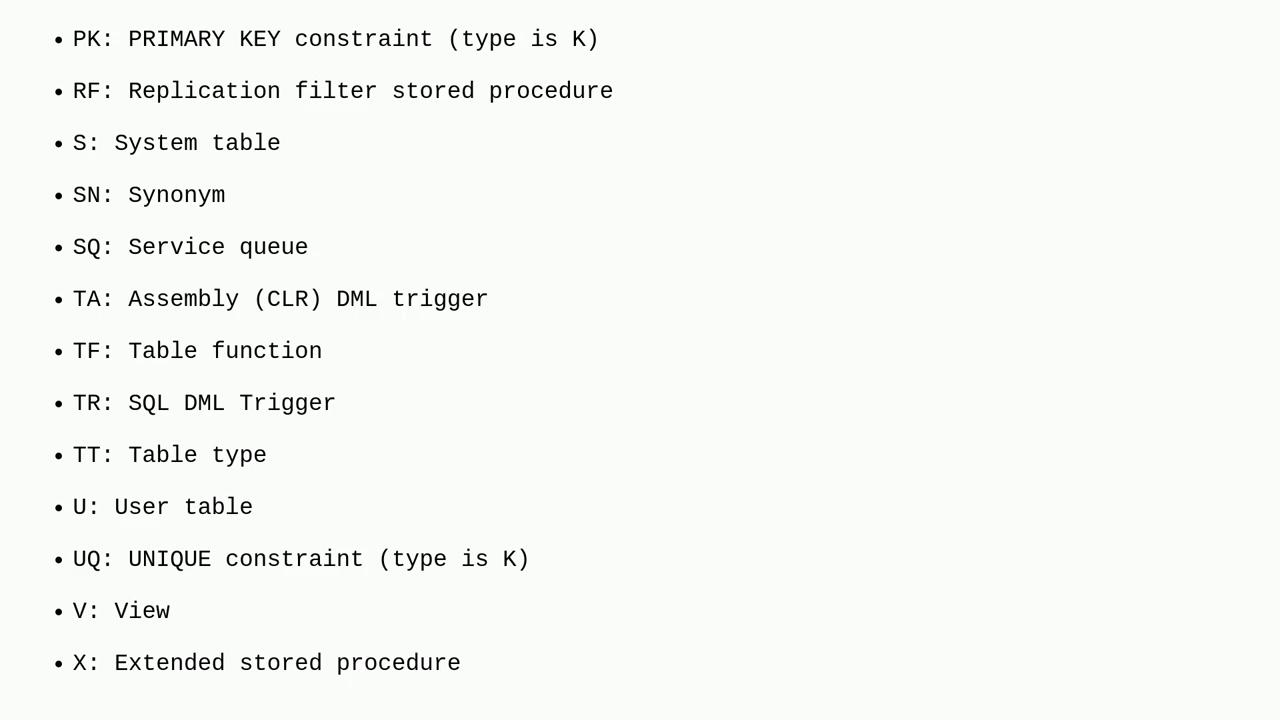 • PK: PRIMARY KEY constraint (type is K)
• RF: Replication filter stored procedure
• S: System table
• SN: Synonym
• SQ: Service queue
• TA: Assembly (CLR) DML trigger
• TF: Table function
• TR: SQL DML Trigger
• TT: Table type
• U: User table
• UQ: UNIQUE constraint (type is K)
• V: View
• X: Extended stored procedure